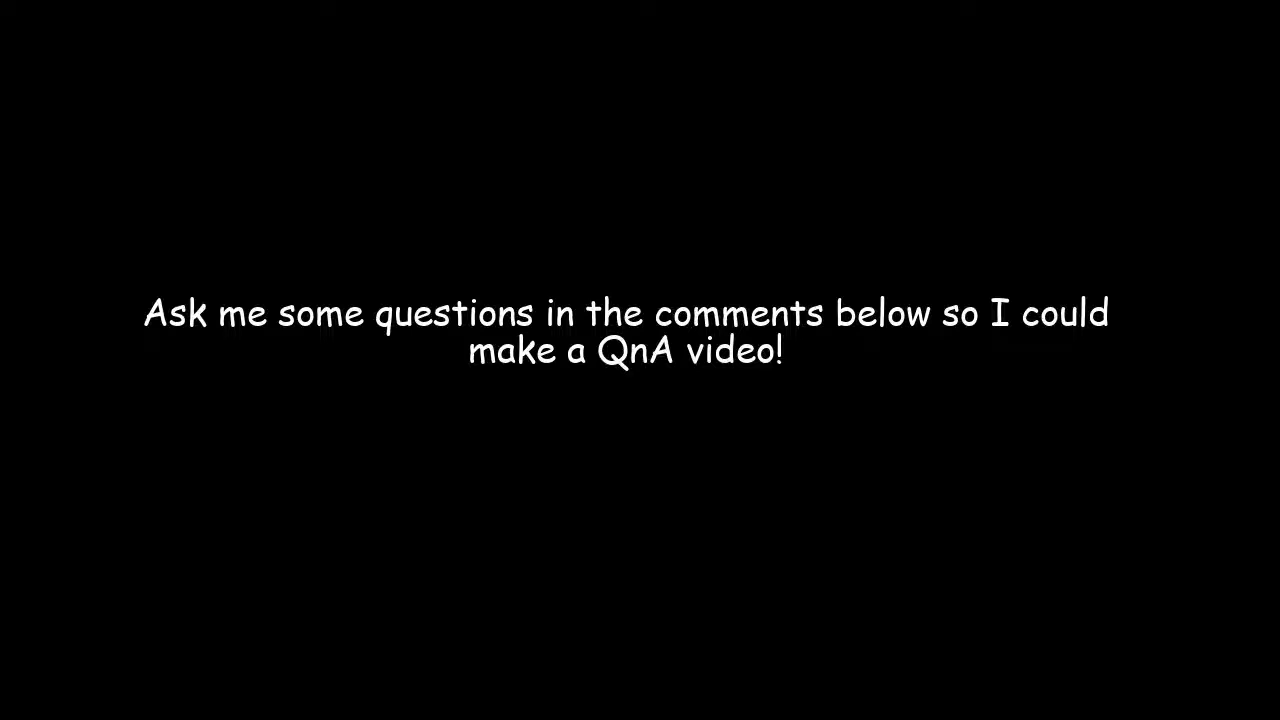 Ask me some questions in the comments below so I could
make a QnA video!